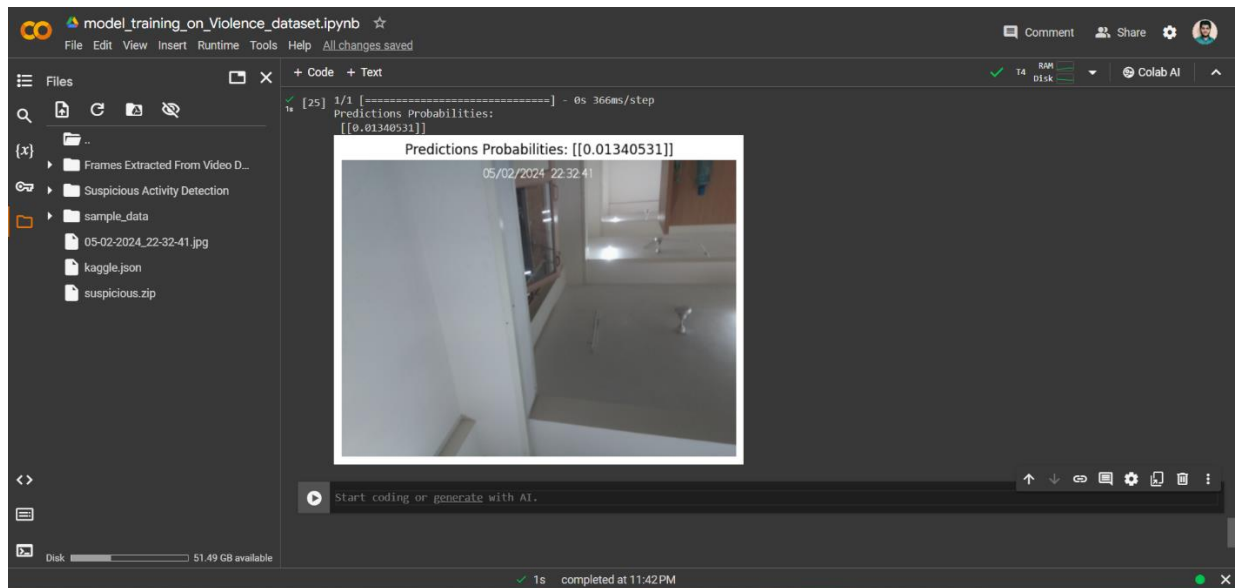 model_training_on_Violence_dataset.ipynb
Comment Share
File Edit View Insert Runtime Tools Help All changes saved
Files
+ Code + Text
T4 RAM Disk Colab AI
[25] 1/1 [==============================] - 0s 366ms/step
1s
Predictions Probabilities:
[[0.01340531]]
Predictions Probabilities: [[0.01340531]]
05/02/2024 22:32:41
{x}
..
Frames Extracted From Video D...
Suspicious Activity Detection
sample_data
05-02-2024_22-32-41.jpg
kaggle.json
suspicious.zip
<>
Start coding or generate with AI.
Disk 51.49 GB available
1s completed at 11:42 PM